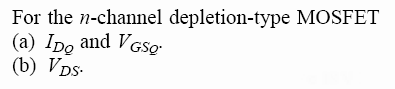 For the n-channel depletion-type MOSFET
(a) I_DQ and V_GSQ.
(b) V_DS.